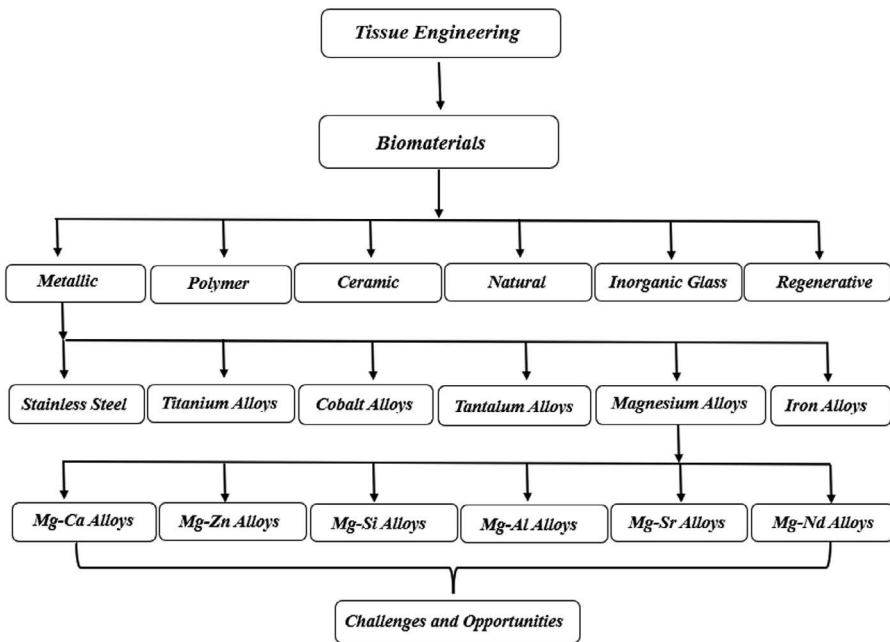 Tissue Engineering
Biomaterials
Metallic
Polymer
Ceramic
Natural
Inorganic Glass
Regenerative
Stainless Steel
Titanium Alloys
Cobalt Alloys
Tantalum Alloys
Magnesium Alloys
Iron Alloys
Mg-Ca Alloys
Mg-Zn Alloys
Mg-Si Alloys
Mg-Al Alloys
Mg-Sr Alloys
Mg-Nd Alloys
Challenges and Opportunities